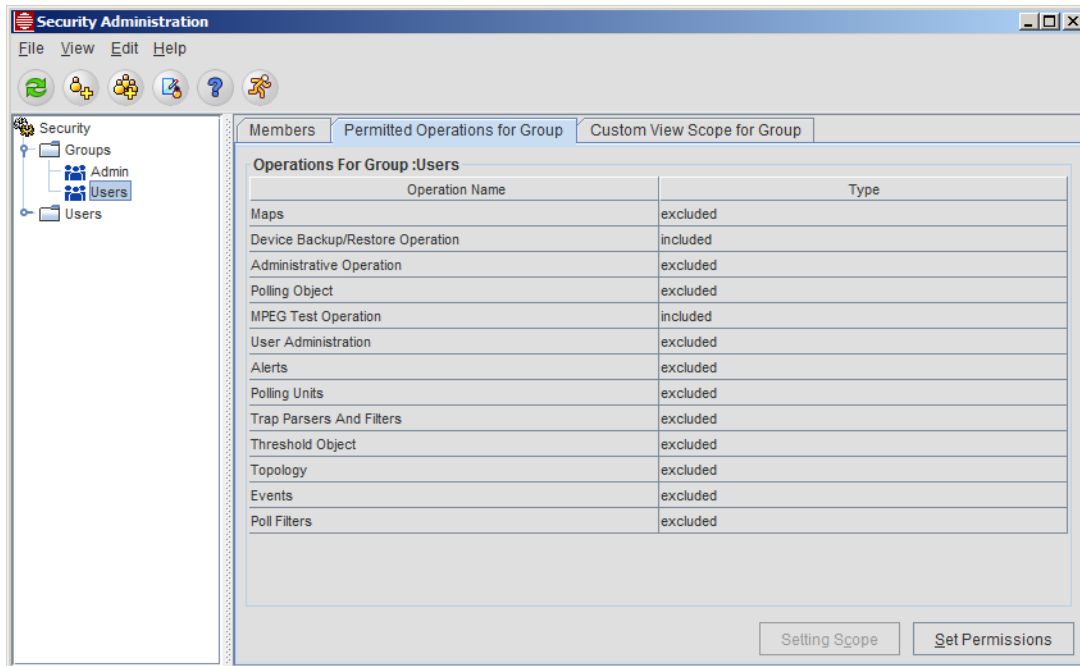 Security Administration
File View Edit Help
Security
Groups
Admin
Users
Users
Members Permitted Operations for Group Custom View Scope for Group
Operations For Group :Users
Operation Name Type
Maps excluded
Device Backup/Restore Operation included
Administrative Operation excluded
Polling Object excluded
MPEG Test Operation included
User Administration excluded
Alerts excluded
Polling Units excluded
Trap Parsers And Filters excluded
Threshold Object excluded
Topology excluded
Events excluded
Poll Filters excluded
Setting Scope Set Permissions